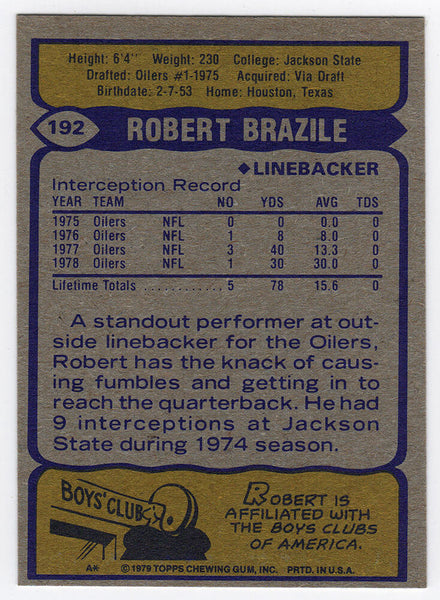 Height: 6'4" Weight: 230 College: Jackson State
Drafted: Oilers #1-1975 Acquired: Via Draft
Birthdate: 2-7-53 Home: Houston, Texas
192 ROBERT BRAZILE
◆LINEBACKER
Interception Record
YEAR TEAM NO YDS AVG TDS
1975 Oilers NFL 0 0 0.0 0
1976 Oilers NFL 1 8 8.0 0
1977 Oilers NFL 3 40 13.3 0
1978 Oilers NFL 1 30 30.0 0
Lifetime Totals ............ 5 78 15.6 0
A standout performer at out-
side linebacker for the Oilers,
Robert has the knack of caus-
ing fumbles and getting in to
reach the quarterback. He had
9 interceptions at Jackson
State during 1974 season.
BOYS' CLUB
ROBERT IS
AFFILIATED WITH
THE BOYS CLUBS
OF AMERICA.
A* ©1979 TOPPS CHEWING GUM, INC. PRTD. IN U.S.A.